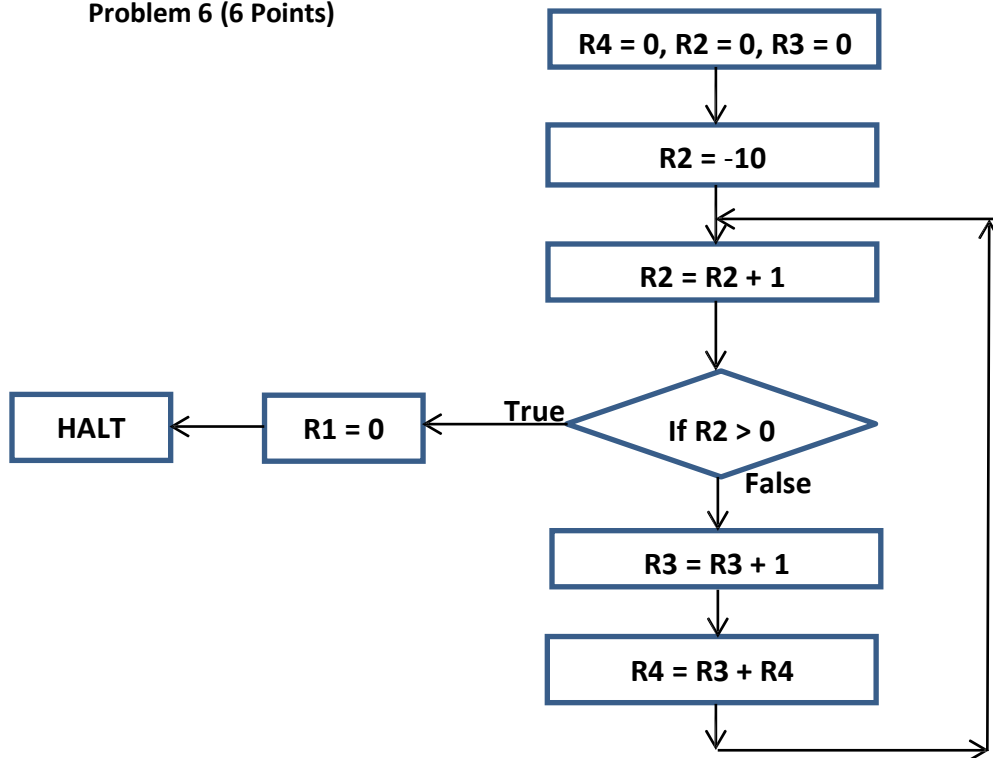 Problem 6 (6 Points)
R4 = 0, R2 = 0, R3 = 0
R2 = -10
R2 = R2 + 1
If R2 > 0
True
R1 = 0
HALT
False
R3 = R3 + 1
R4 = R3 + R4